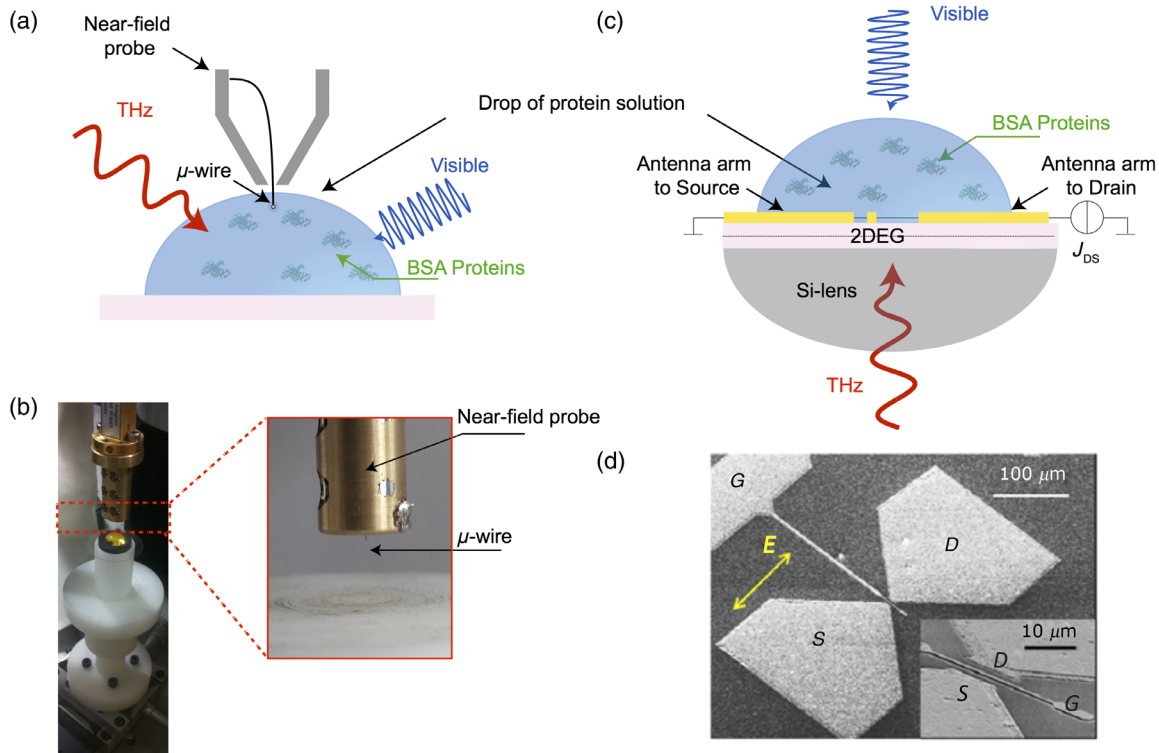 (a)
Near-field
probe
THz
μ-wire
Drop of protein solution
Visible
BSA Proteins
(c)
Visible
BSA Proteins
Antenna arm
to Source
Antenna arm
to Drain
2DEG
J_DS
Si-lens
THz
(b)
Near-field probe
μ-wire
(d)
100 μm
G
D
E
S
10 μm
D
S
G